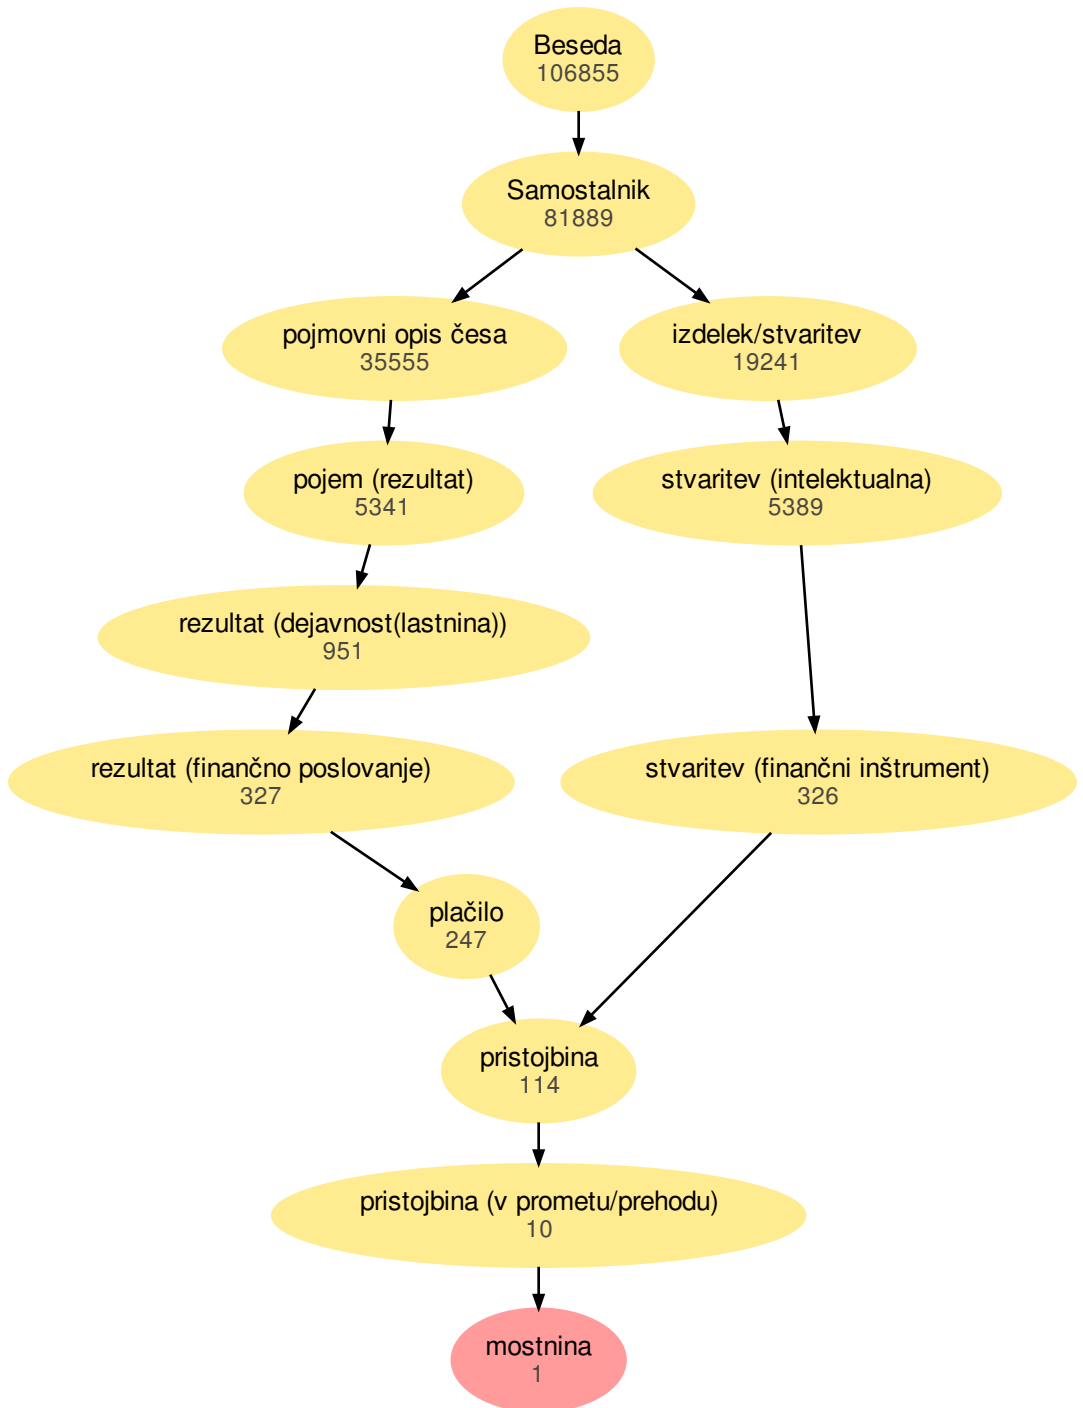 Beseda
106855
Samostalnik
81889
pojmovni opis česa
35555
izdelek/stvaritev
19241
pojem (rezultat)
5341
stvaritev (intelektualna)
5389
rezultat (dejavnost(lastnina))
951
rezultat (finančno poslovanje)
327
stvaritev (finančni inštrument)
326
plačilo
247
pristojbina
114
pristojbina (v prometu/prehodu)
10
mostnina
1